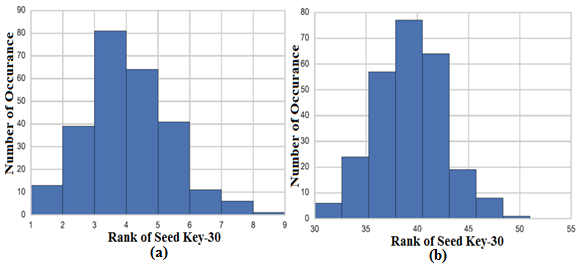 Number of Occurance
90
80
70
60
50
40
30
20
10
0
1 2 3 4 5 6 7 8 9
Rank of Seed Key-30
(a)
Number of Occurance
80
70
60
50
40
30
20
10
0
30 35 40 45 50 55
Rank of Seed Key-30
(b)